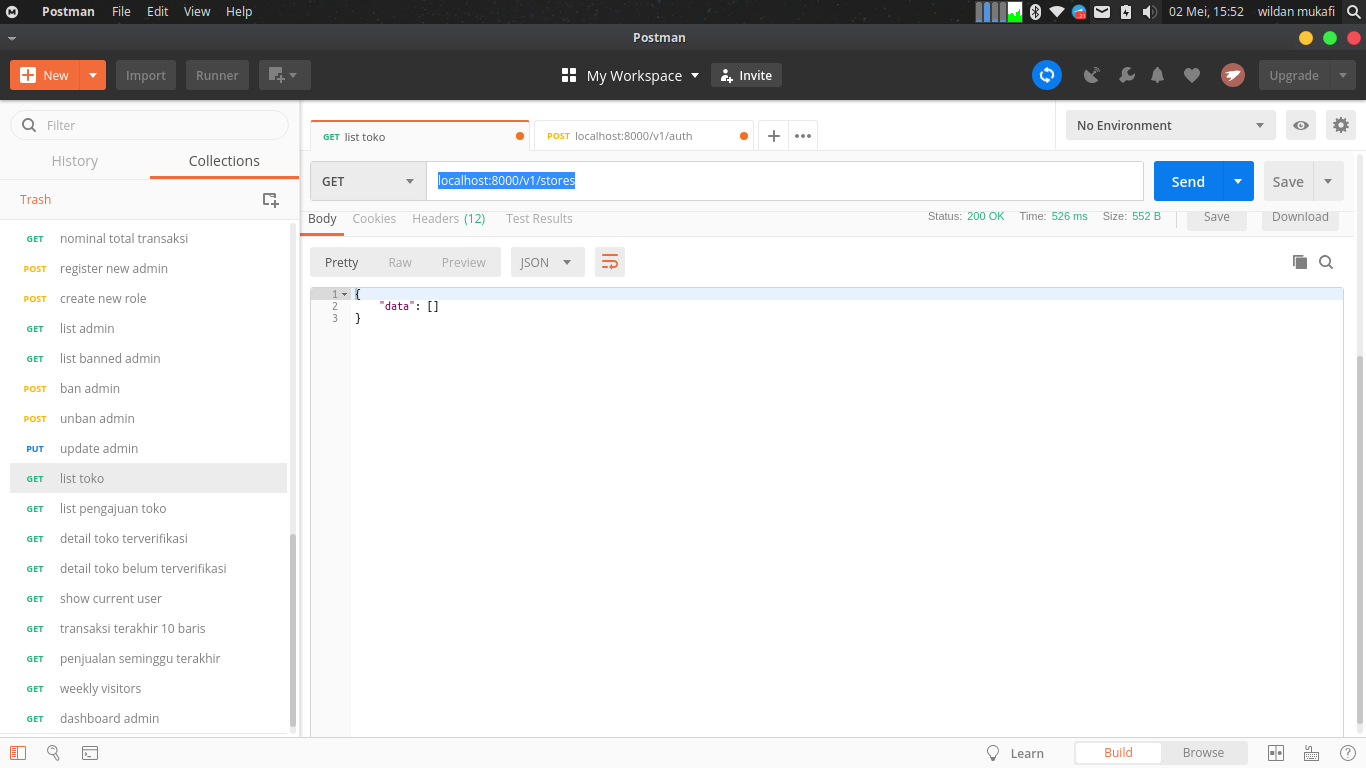 Postman File Edit View Help 02 Mei, 15:52 wildan mukafi
Postman
New Import Runner My Workspace Invite Upgrade
Filter
History Collections
Trash
GET nominal total transaksi
POST register new admin
POST create new role
GET list admin
GET list banned admin
POST ban admin
POST unban admin
PUT update admin
GET list toko
GET list pengajuan toko
GET detail toko terverifikasi
GET detail toko belum terverifikasi
GET show current user
GET transaksi terakhir 10 baris
GET penjualan seminggu terakhir
GET weekly visitors
GET dashboard admin
GET list toko POST localhost:8000/v1/auth No Environment
GET localhost:8000/v1/stores Send Save
Body Cookies Headers (12) Test Results Status: 200 OK Time: 526 ms Size: 552 B Save Download
Pretty Raw Preview JSON
1 {
2 "data": []
3 }
Learn Build Browse